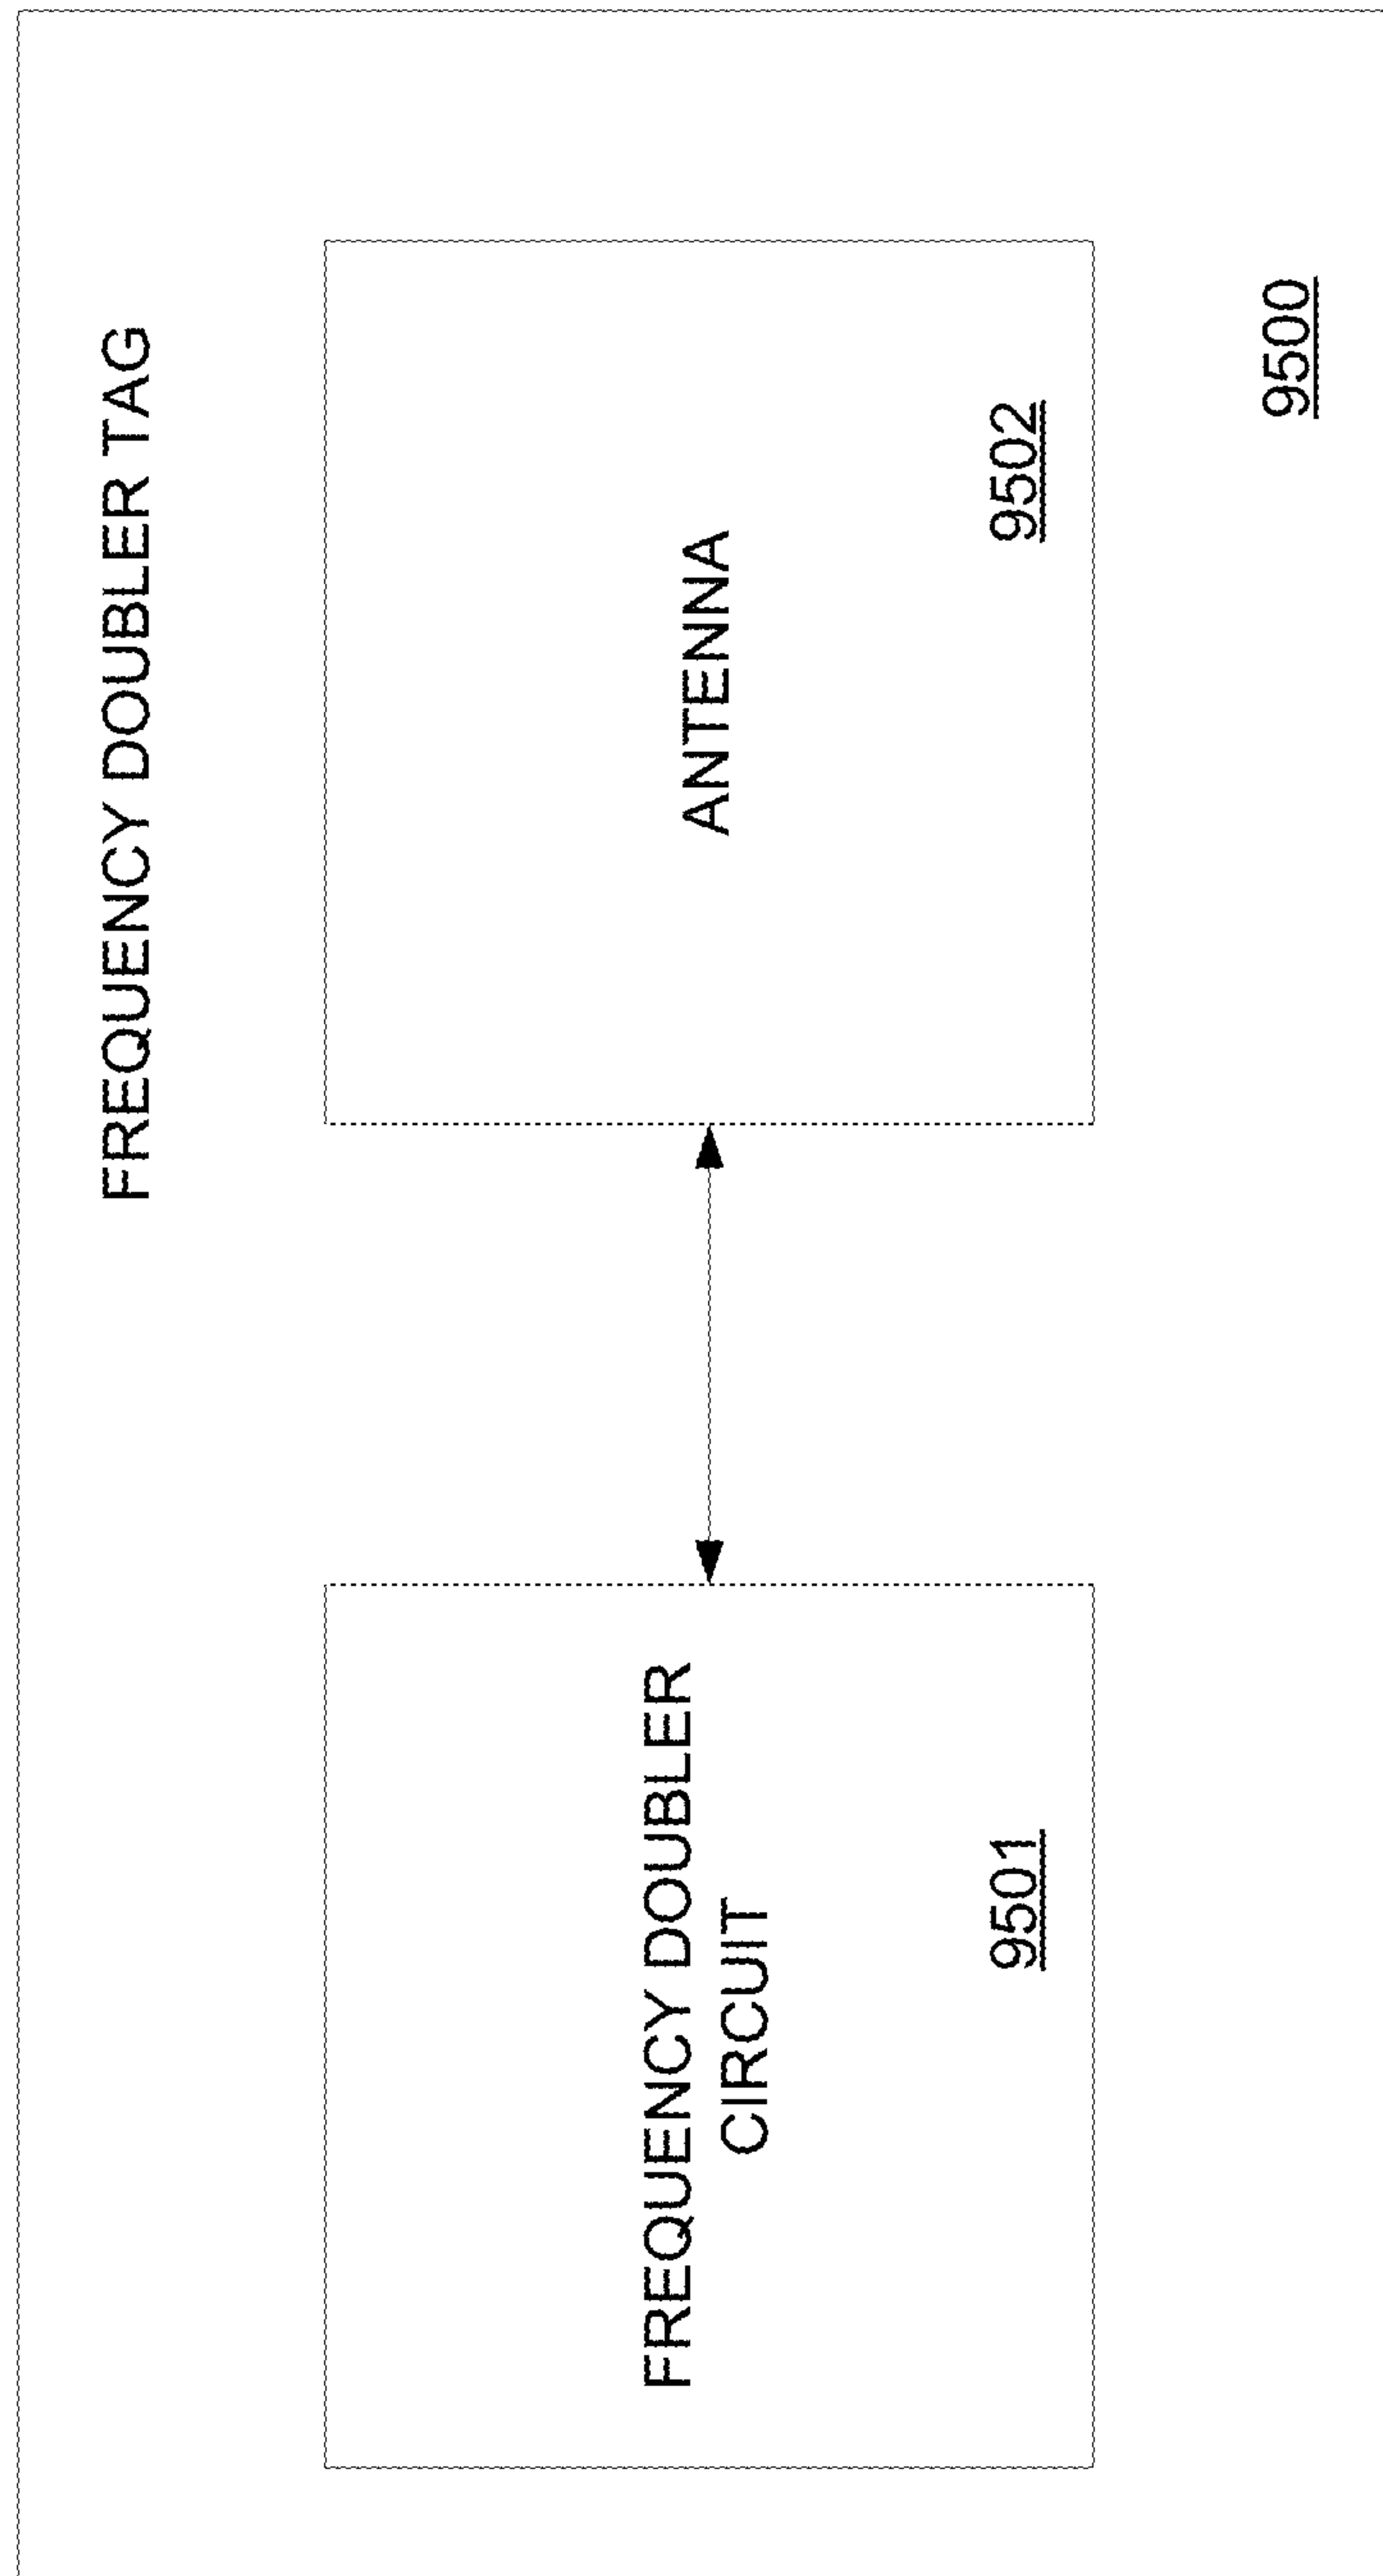 FREQUENCY DOUBLER TAG
FREQUENCY DOUBLER
CIRCUIT
9501
ANTENNA
9502
9500